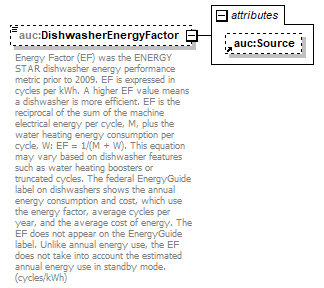 attributes
auc:DishwasherEnergyFactor
auc:Source
Energy Factor (EF) was the ENERGY
STAR dishwasher energy performance
metric prior to 2009. EF is expressed in
cycles per kWh. A higher EF value means
a dishwasher is more efficient. EF is the
reciprocal of the sum of the machine
electrical energy per cycle, M, plus the
water heating energy consumption per
cycle, W: EF = 1/(M + W). This equation
may vary based on dishwasher features
such as water heating boosters or
truncated cycles. The federal EnergyGuide
label on dishwashers shows the annual
energy consumption and cost, which use
the energy factor, average cycles per
year, and the average cost of energy. The
EF does not appear on the EnergyGuide
label. Unlike annual energy use, the EF
does not take into account the estimated
annual energy use in standby mode.
(cycles/kWh)